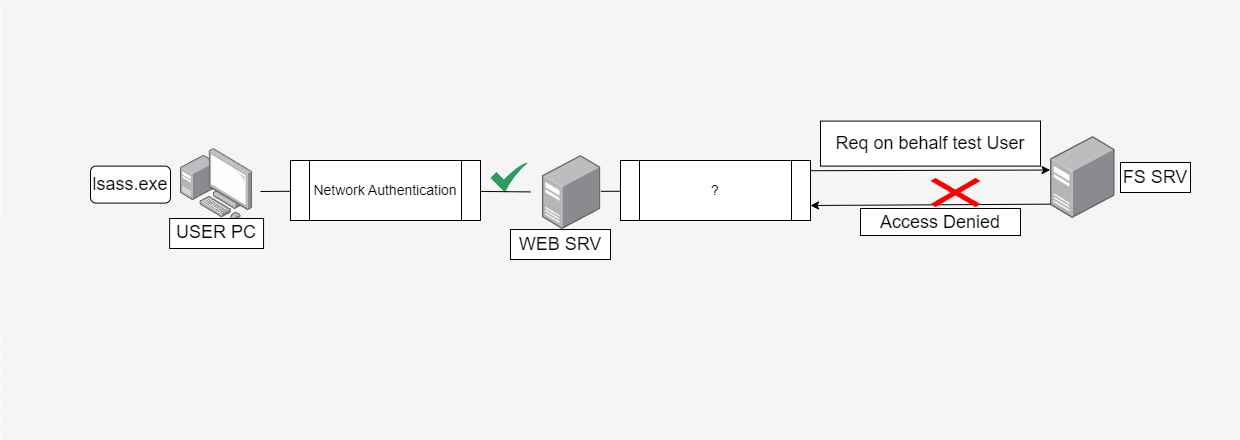 lsass.exe
USER PC
Network Authentication
WEB SRV
?
Req on behalf test User
Access Denied
FS SRV